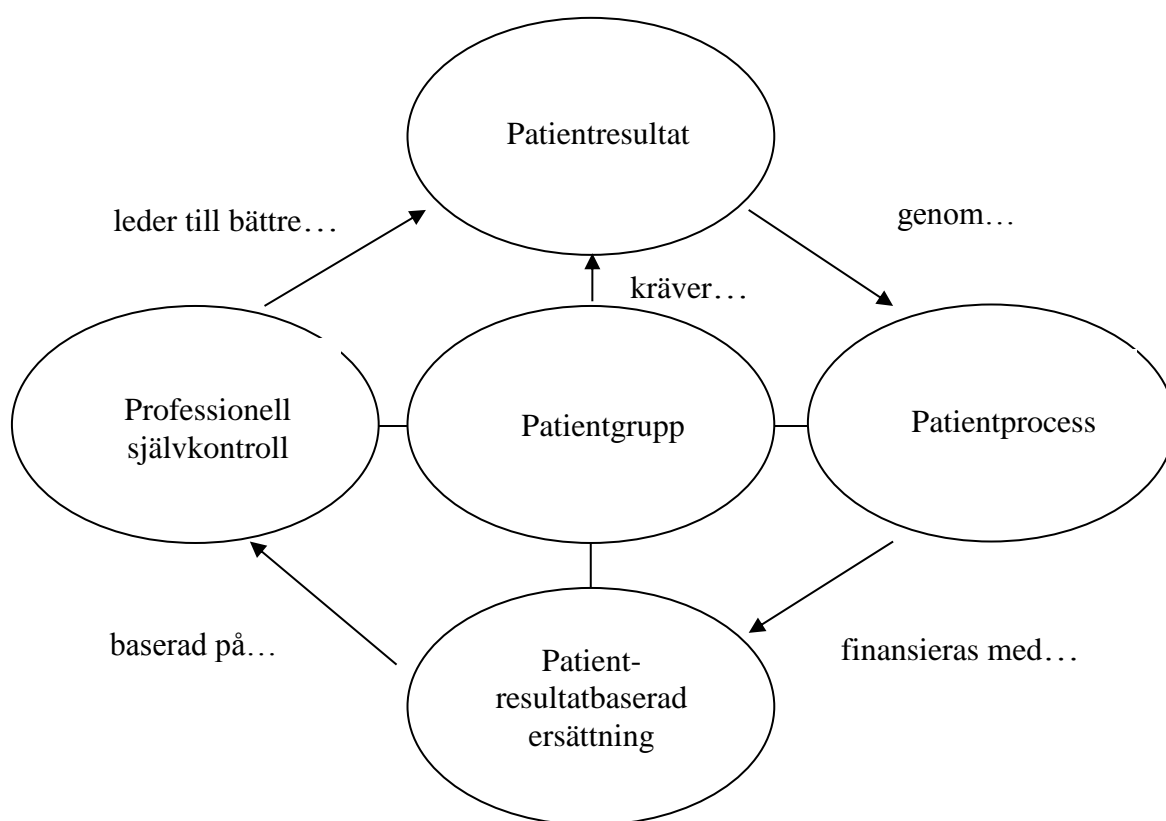 Patientresultat
leder till bättre…
genom…
kräver…
Professionell
självkontroll
Patientgrupp
Patientprocess
baserad på…
finansieras med…
Patient-
resultatbaserad
ersättning